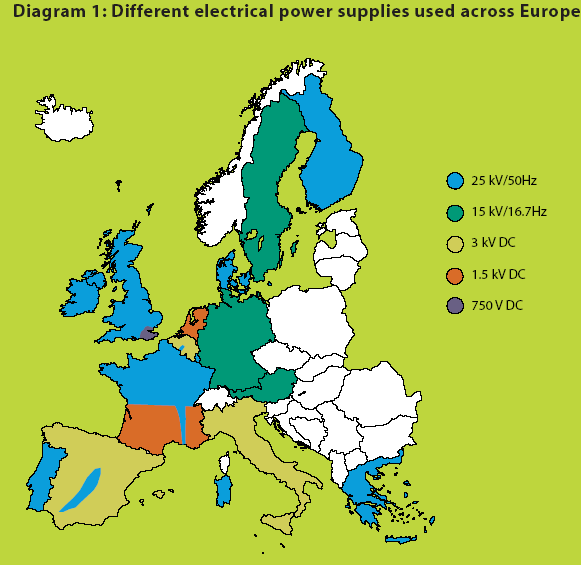 Diagram 1: Different electrical power supplies used across Europe
25 kV/50Hz
15 kV/16.7Hz
3 kV DC
1.5 kV DC
750 V DC